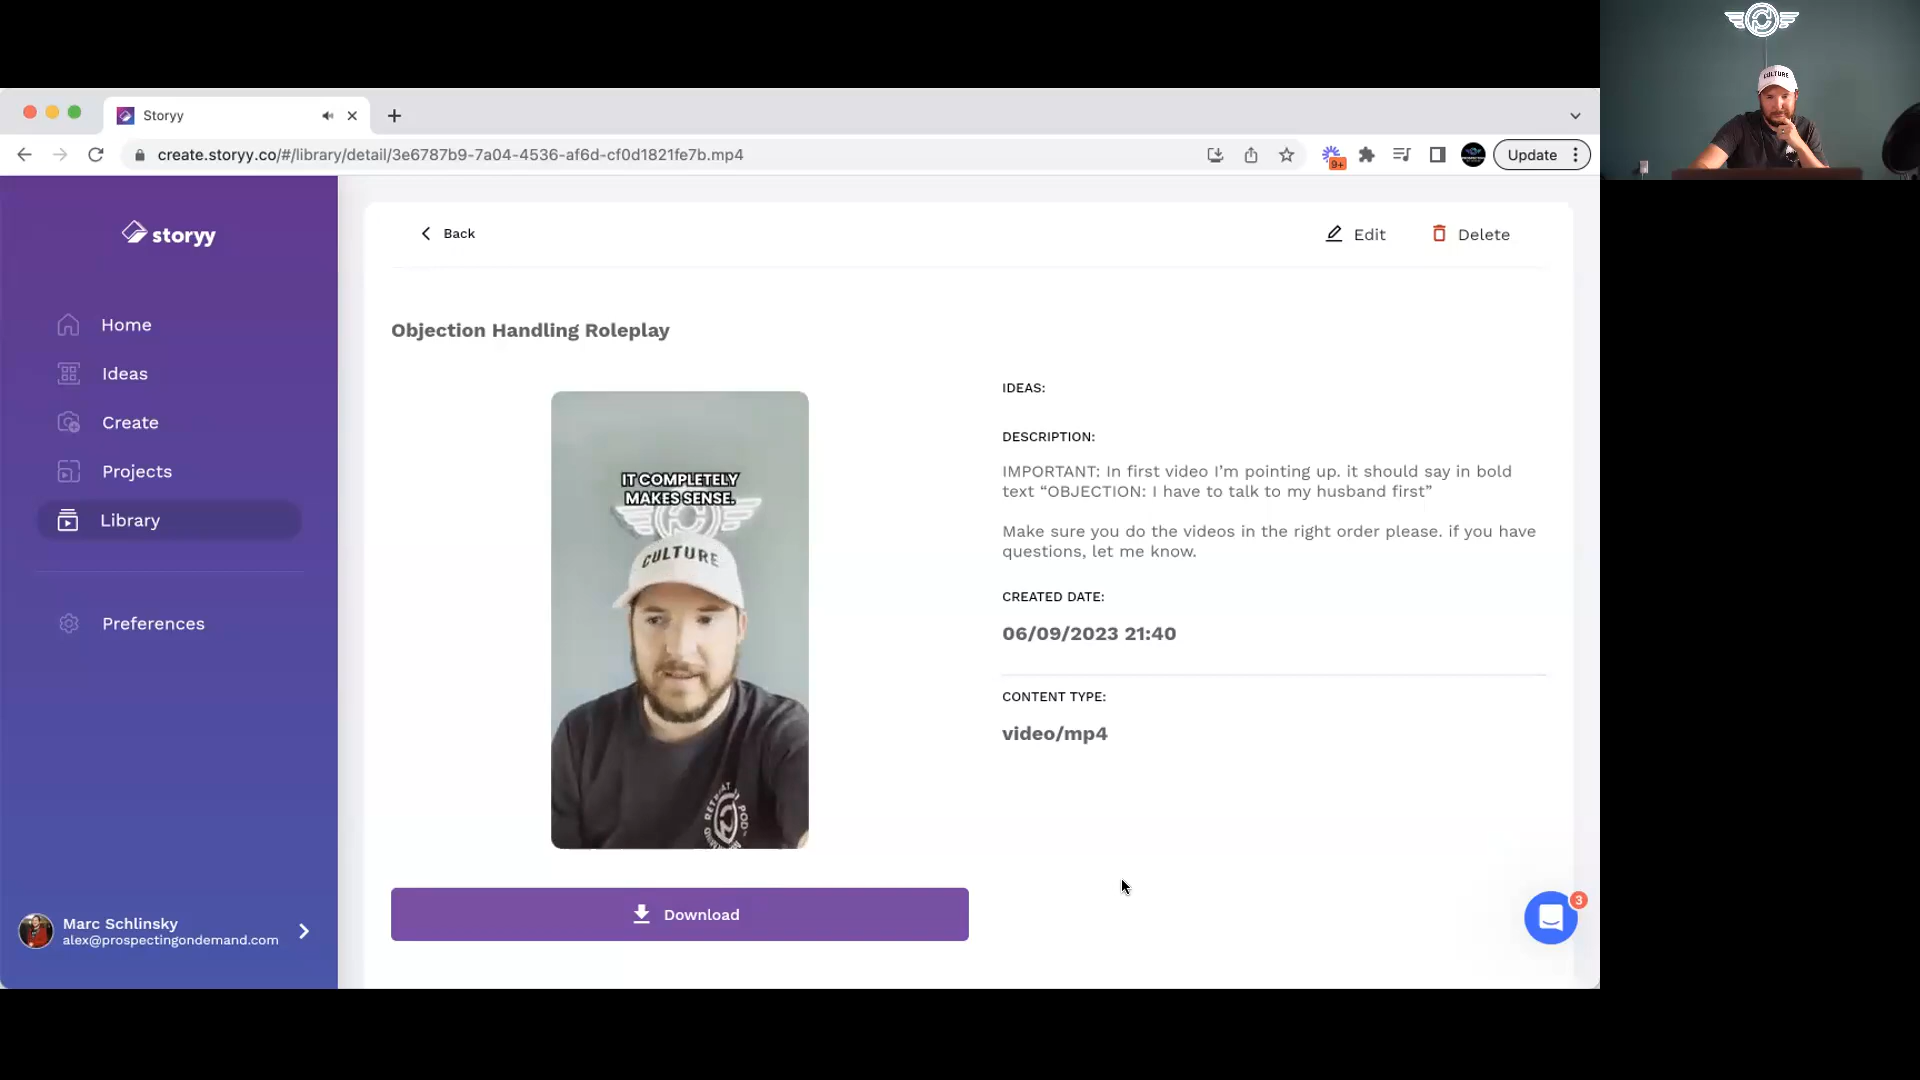 CULTURE
Storyy
create.storyy.co/#/library/detail/3e6787b9-7a04-4536-af6d-cf0d1821fe7b.mp4
9+
Update
storyy
Back
Edit
Delete
Home
Ideas
Create
Projects
Library
Preferences
Objection Handling Roleplay
IT COMPLETELY
MAKES SENSE.
CULTURE
IDEAS:
DESCRIPTION:
IMPORTANT: In first video I’m pointing up. it should say in bold
text “OBJECTION: I have to talk to my husband first”
Make sure you do the videos in the right order please. if you have
questions, let me know.
CREATED DATE:
06/09/2023 21:40
CONTENT TYPE:
video/mp4
Download
3
Marc Schlinsky
alex@prospectingondemand.com